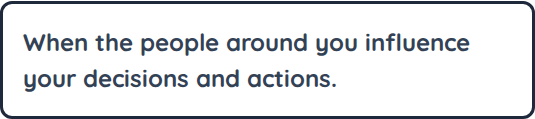 When the people around you influence
your decisions and actions.